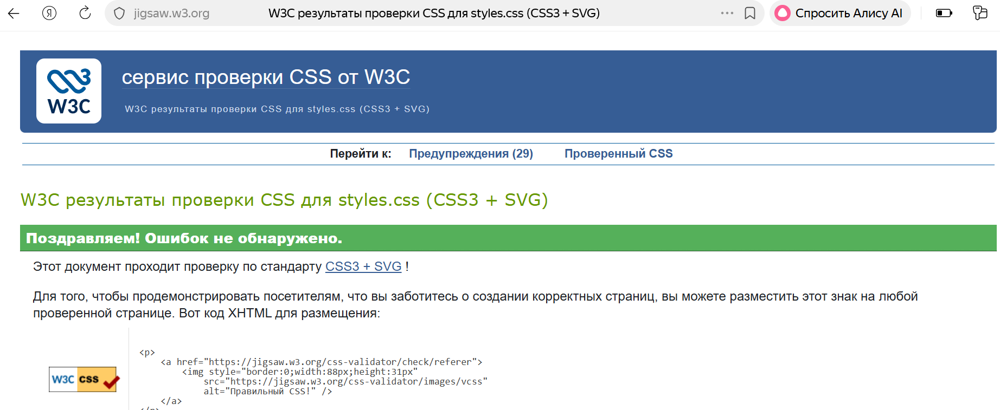 jigsaw.w3.org
W3C результаты проверки CSS для styles.css (CSS3 + SVG)
Спросить Алису AI
W3C
сервис проверки CSS от W3C
W3C результаты проверки CSS для styles.css (CSS3 + SVG)
Перейти к: Предупреждения (29) Проверенный CSS
W3C результаты проверки CSS для styles.css (CSS3 + SVG)
Поздравляем! Ошибок не обнаружено.
Этот документ проходит проверку по стандарту CSS3 + SVG !
Для того, чтобы продемонстрировать посетителям, что вы заботитесь о создании корректных страниц, вы можете разместить этот знак на любой
проверенной странице. Вот код XHTML для размещения:
W3C css
<p>
<a href="https://jigsaw.w3.org/css-validator/check/referer">
<img style="border:0;width:88px;height:31px"
src="https://jigsaw.w3.org/css-validator/images/vcss"
alt="Правильный CSS!" />
</a>